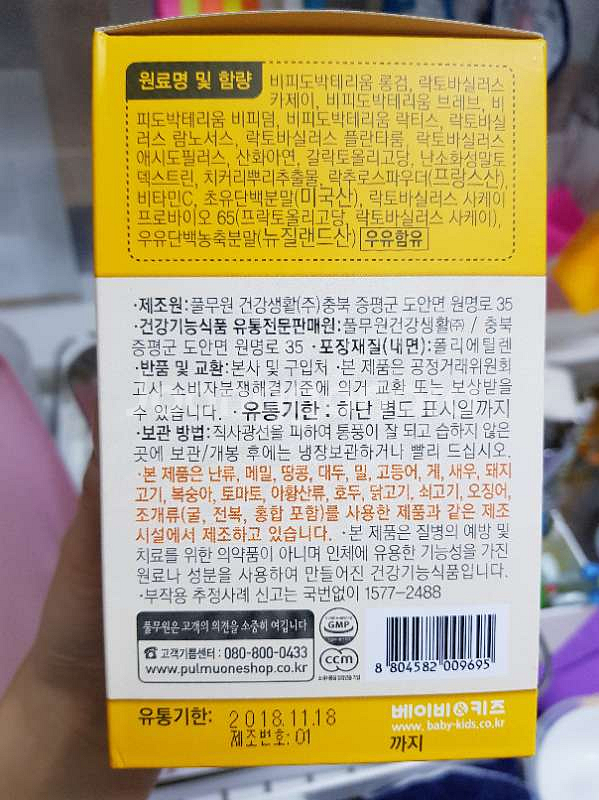 원료명 및 함량
비피도박테리움 롱검, 락토바실러스
카제이, 비피도박테리움 브레브, 비
피도박테리움 비피덤, 비피도박테리움 락티스, 락토바실
러스 람노서스, 락토바실러스 플란타룸, 락토바실러스
애시도필러스, 산화아연, 갈락토올리고당, 난소화성말토
덱스트린, 치커리뿌리추출물, 락추로스파우더(프랑스산),
비타민C, 초유단백분말(미국산), 락토바실러스 사케이
프로바이오 65(프락토올리고당, 락토바실러스 사케이),
우유단백농축분말(뉴질랜드산) 우유함유
·제조원:풀무원 건강생활(주)충북 증평군 도안면 원명로 35
·건강기능식품 유통전문판매원:풀무원건강생활㈜ / 충북
증평군 도안면 원명로 35 ·포장재질(내면):폴리에틸렌
·반품 및 교환:본사 및 구입처 ·본 제품은 공정거래위원회
고시 소비자분쟁해결기준에 의거 교환 또는 보상받을
수 있습니다. ·유통기한 : 하단 별도 표시일까지
·보관 방법:직사광선을 피하여 통풍이 잘 되고 습하지 않은
곳에 보관/개봉 후에는 냉장보관하거나 빨리 드십시오.
·본 제품은 난류, 메밀, 땅콩, 대두, 밀, 고등어, 게, 새우, 돼지
고기, 복숭아, 토마토, 아황산류, 호두, 닭고기, 쇠고기, 오징어,
조개류(굴, 전복, 홍합 포함)를 사용한 제품과 같은 제조
시설에서 제조하고 있습니다. ·본 제품은 질병의 예방 및
치료를 위한 의약품이 아니며 인체에 유용한 기능성을 가진
원료나 성분을 사용하여 만들어진 건강기능식품입니다.
·부작용 추정사례 신고는 국번없이 1577-2488
풀무원은 고객의 의견을 소중히 여깁니다
고객기쁨센터 : 080-800-0433
www.pulmuoneshop.co.kr
GMP
ccm
8 804582 009695
유통기한: 2018.11.18
제조번호: 01
베이비&키즈
www.baby-kids.co.kr
까지